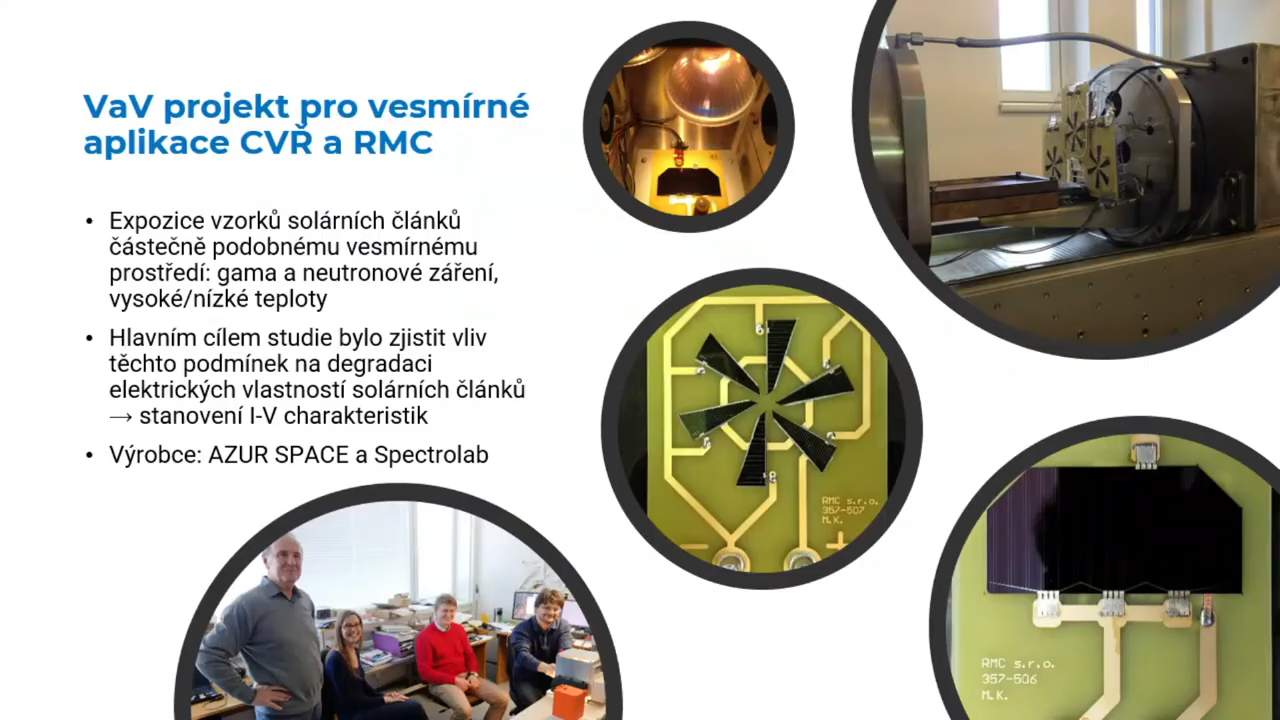 VaV projekt pro vesmírné
aplikace CVŘ a RMC
• Expozice vzorků solárních článků
částečně podobnému vesmírnému
prostředí: gama a neutronové záření,
vysoké/nízké teploty
• Hlavním cílem studie bylo zjistit vliv
těchto podmínek na degradaci
elektrických vlastností solárních článků
→ stanovení I-V charakteristik
• Výrobce: AZUR SPACE a Spectrolab
RMC s.r.o.
357-507
M.K.
RMC s.r.o.
357-506
M.K.